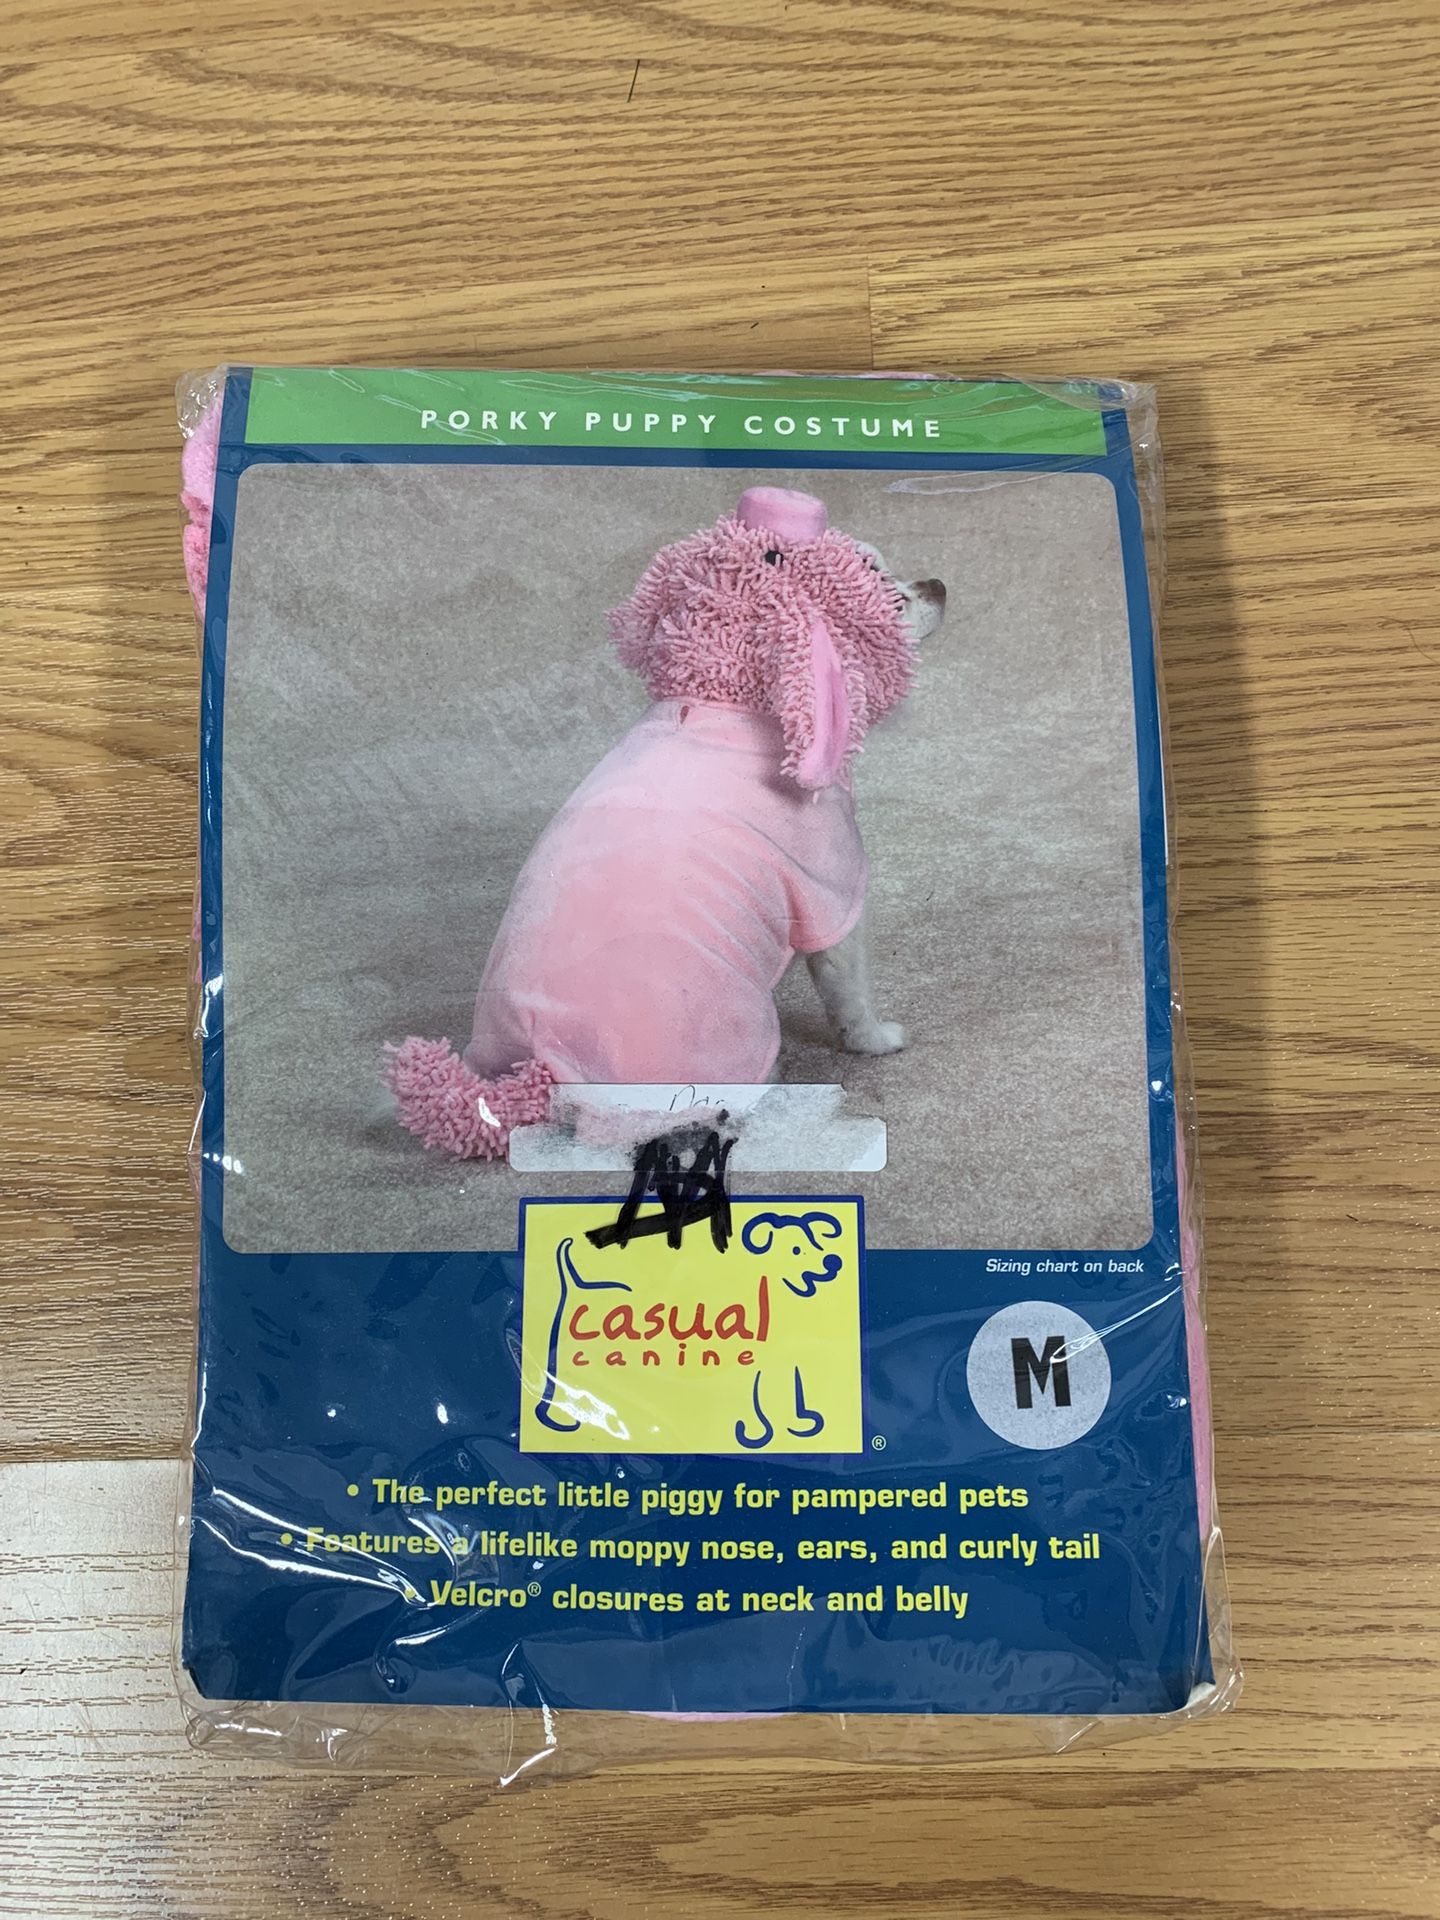 PORKY PUPPY COSTUME
Sizing chart on back
casual
canine
®
M
• The perfect little piggy for pampered pets
• Features a lifelike moppy nose, ears, and curly tail
• Velcro® closures at neck and belly